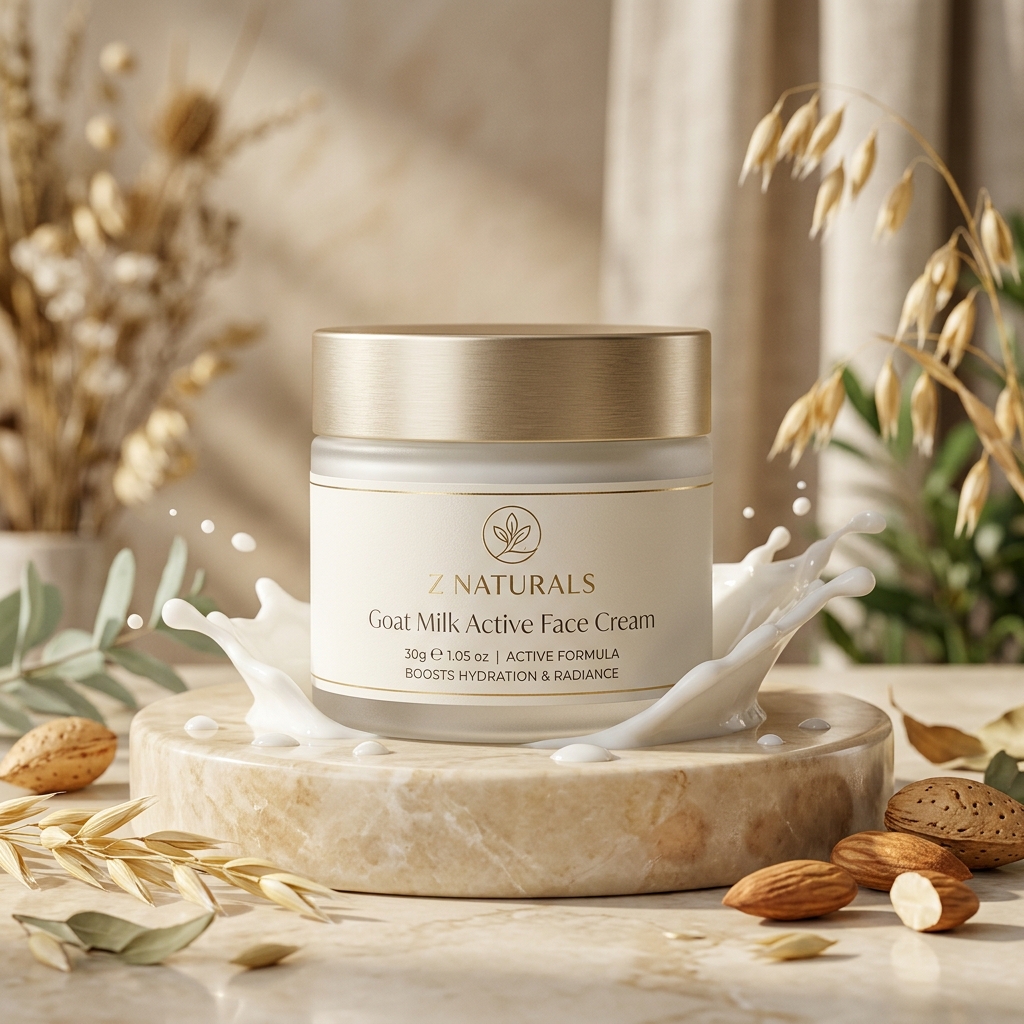 Z NATURALS
Goat Milk Active Face Cream
30g ℮ 1.05 oz | ACTIVE FORMULA
BOOSTS HYDRATION & RADIANCE